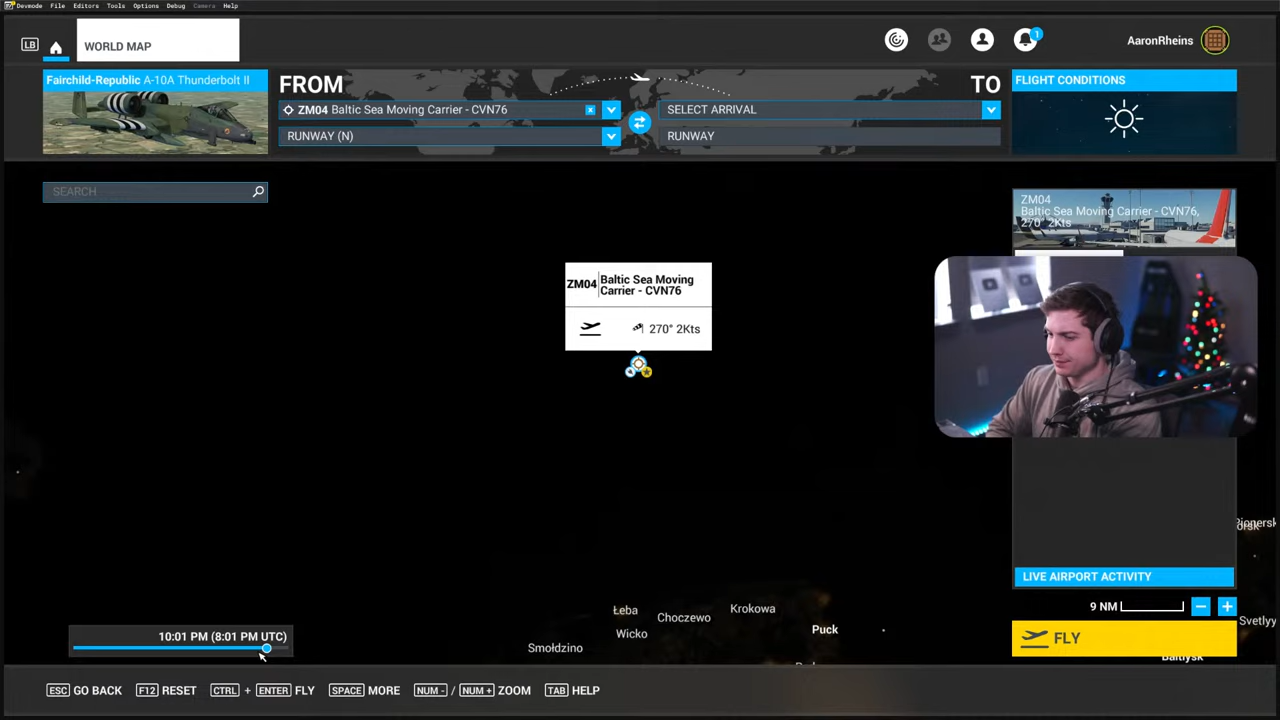 Devmode File Editors Tools Options Debug Camera Help
LB
WORLD MAP
1
AaronRheins
Fairchild-Republic A-10A Thunderbolt II
FROM
TO
FLIGHT CONDITIONS
ZM04 Baltic Sea Moving Carrier - CVN76
x
SELECT ARRIVAL
RUNWAY (N)
RUNWAY
SEARCH
ZM04
Baltic Sea Moving Carrier - CVN76,
270° 2Kts
ZM04
Baltic Sea Moving
Carrier - CVN76
270° 2Kts
LIVE AIRPORT ACTIVITY
9 NM
FLY
Łeba
Choczewo
Krokowa
Wicko
Puck
Smołdzino
Svetlyy
Baltiysk
10:01 PM (8:01 PM UTC)
ESC GO BACK F12 RESET CTRL + ENTER FLY SPACE MORE NUM - / NUM + ZOOM TAB HELP